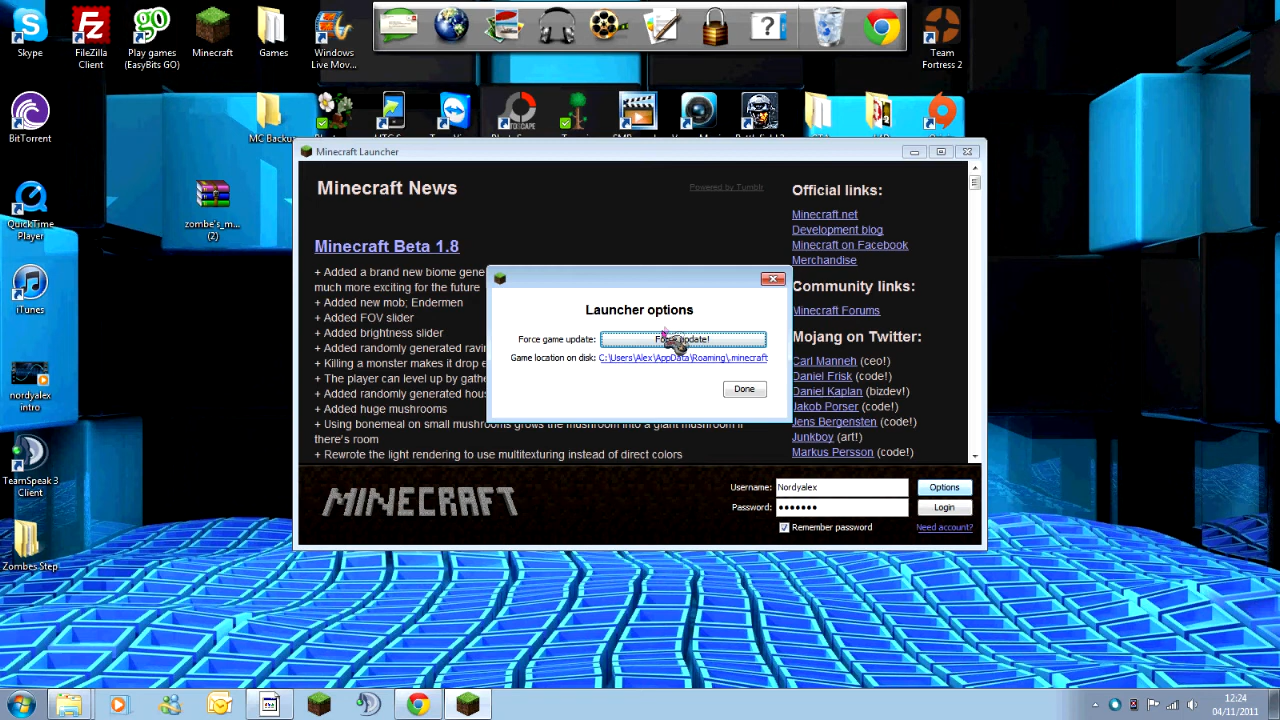 Skype
FileZilla
Client
Play games
(EasyBits GO)
Minecraft
Games
Windows
Live Mov...
Team
Fortress 2
BitTorrent
MC Backu
QuickTime
Player
zombe's_m...
(2)
iTunes
nordyalex
intro
TeamSpeak 3
Client
Zombes Step
Minecraft Launcher
Minecraft News
Powered by Tumblr
Minecraft Beta 1.8
+ Added a brand new biome gene
much more exciting for the future
+ Added new mob; Endermen
+ Added FOV slider
+ Added brightness slider
+ Added randomly generated ravin
+ Killing a monster makes it drop e
+ The player can level up by gathe
+ Added randomly generated hous
+ Added huge mushrooms
+ Using bonemeal on small mushrooms grows the mushroom into a giant mushroom if
there's room
+ Rewrote the light rendering to use multitexturing instead of direct colors
Official links:
Minecraft.net
Development blog
Minecraft on Facebook
Merchandise
Community links:
Minecraft Forums
Mojang on Twitter:
Carl Manneh (ceo!)
Daniel Frisk (code!)
Daniel Kaplan (bizdev!)
Jakob Porser (code!)
Jens Bergensten (code!)
Junkboy (art!)
Markus Persson (code!)
Launcher options
Force game update: Force update!
Game location on disk: C:\Users\Alex\AppData\Roaming\.minecraft
Done
MINECRAFT
Username: Nordyalex
Options
Password:
Login
Remember password
Need account?
12:24
04/11/2011